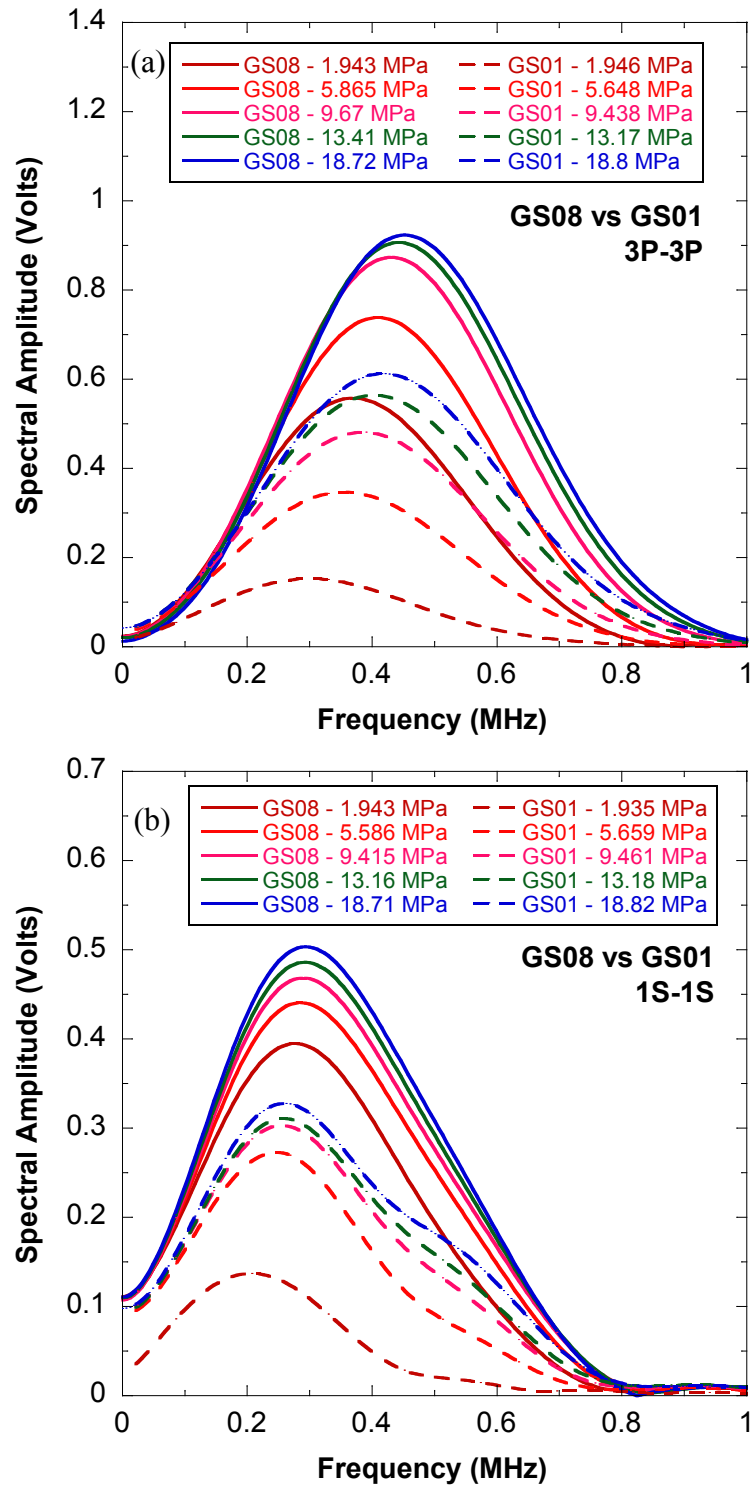 1.4
(a)
GS08 - 1.943 MPa GS01 - 1.946 MPa
GS08 - 5.865 MPa GS01 - 5.648 MPa
GS08 - 9.67 MPa GS01 - 9.438 MPa
GS08 - 13.41 MPa GS01 - 13.17 MPa
GS08 - 18.72 MPa GS01 - 18.8 MPa
1.2
1
GS08 vs GS01
3P-3P
0.8
0.6
0.4
0.2
0
Spectral Amplitude (Volts)
0 0.2 0.4 0.6 0.8 1
Frequency (MHz)
0.7
(b)
GS08 - 1.943 MPa GS01 - 1.935 MPa
GS08 - 5.586 MPa GS01 - 5.659 MPa
GS08 - 9.415 MPa GS01 - 9.461 MPa
GS08 - 13.16 MPa GS01 - 13.18 MPa
GS08 - 18.71 MPa GS01 - 18.82 MPa
0.6
0.5
GS08 vs GS01
1S-1S
0.4
0.3
0.2
0.1
0
Spectral Amplitude (Volts)
0 0.2 0.4 0.6 0.8 1
Frequency (MHz)